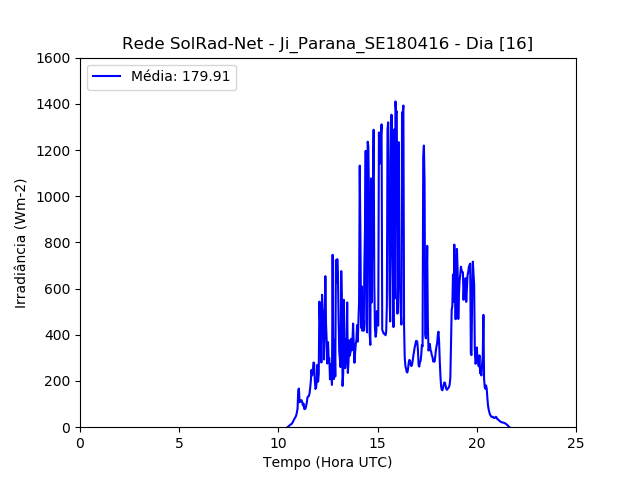 Rede SolRad-Net - Ji_Parana_SE180416 - Dia [16]
Média: 179.91
Irradiância (Wm-2)
1600
1400
1200
1000
800
600
400
200
0
0 5 10 15 20 25
Tempo (Hora UTC)